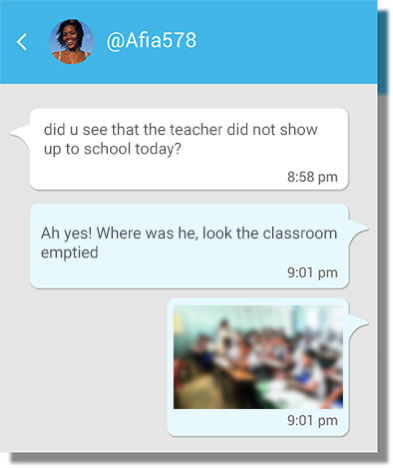 @Afia578
did u see that the teacher did not show
up to school today?
8:58 pm
Ah yes! Where was he, look the classroom
emptied
9:01 pm
9:01 pm